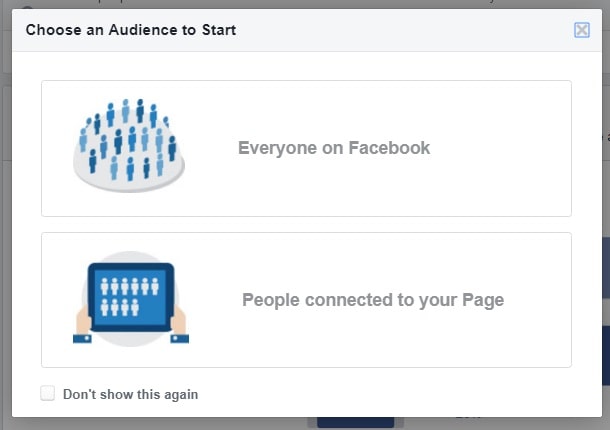 Choose an Audience to Start
Everyone on Facebook
People connected to your Page
Don't show this again